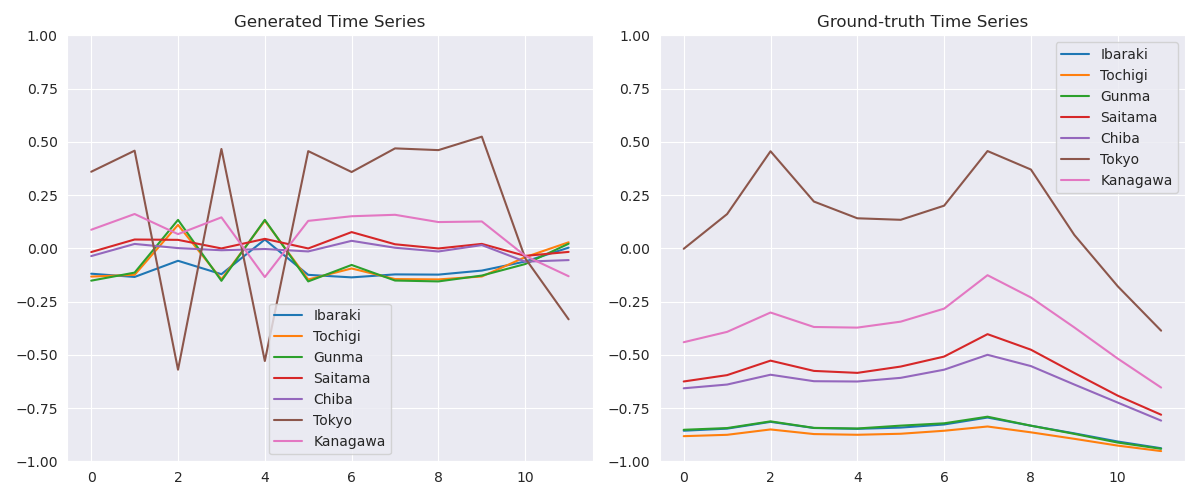 Generated Time Series
1.00
0.75
0.50
0.25
0.00
−0.25
−0.50
−0.75
−1.00
0 2 4 6 8 10
Ibaraki
Tochigi
Gunma
Saitama
Chiba
Tokyo
Kanagawa
Ground-truth Time Series
1.00
0.75
0.50
0.25
0.00
−0.25
−0.50
−0.75
−1.00
0 2 4 6 8 10
Ibaraki
Tochigi
Gunma
Saitama
Chiba
Tokyo
Kanagawa